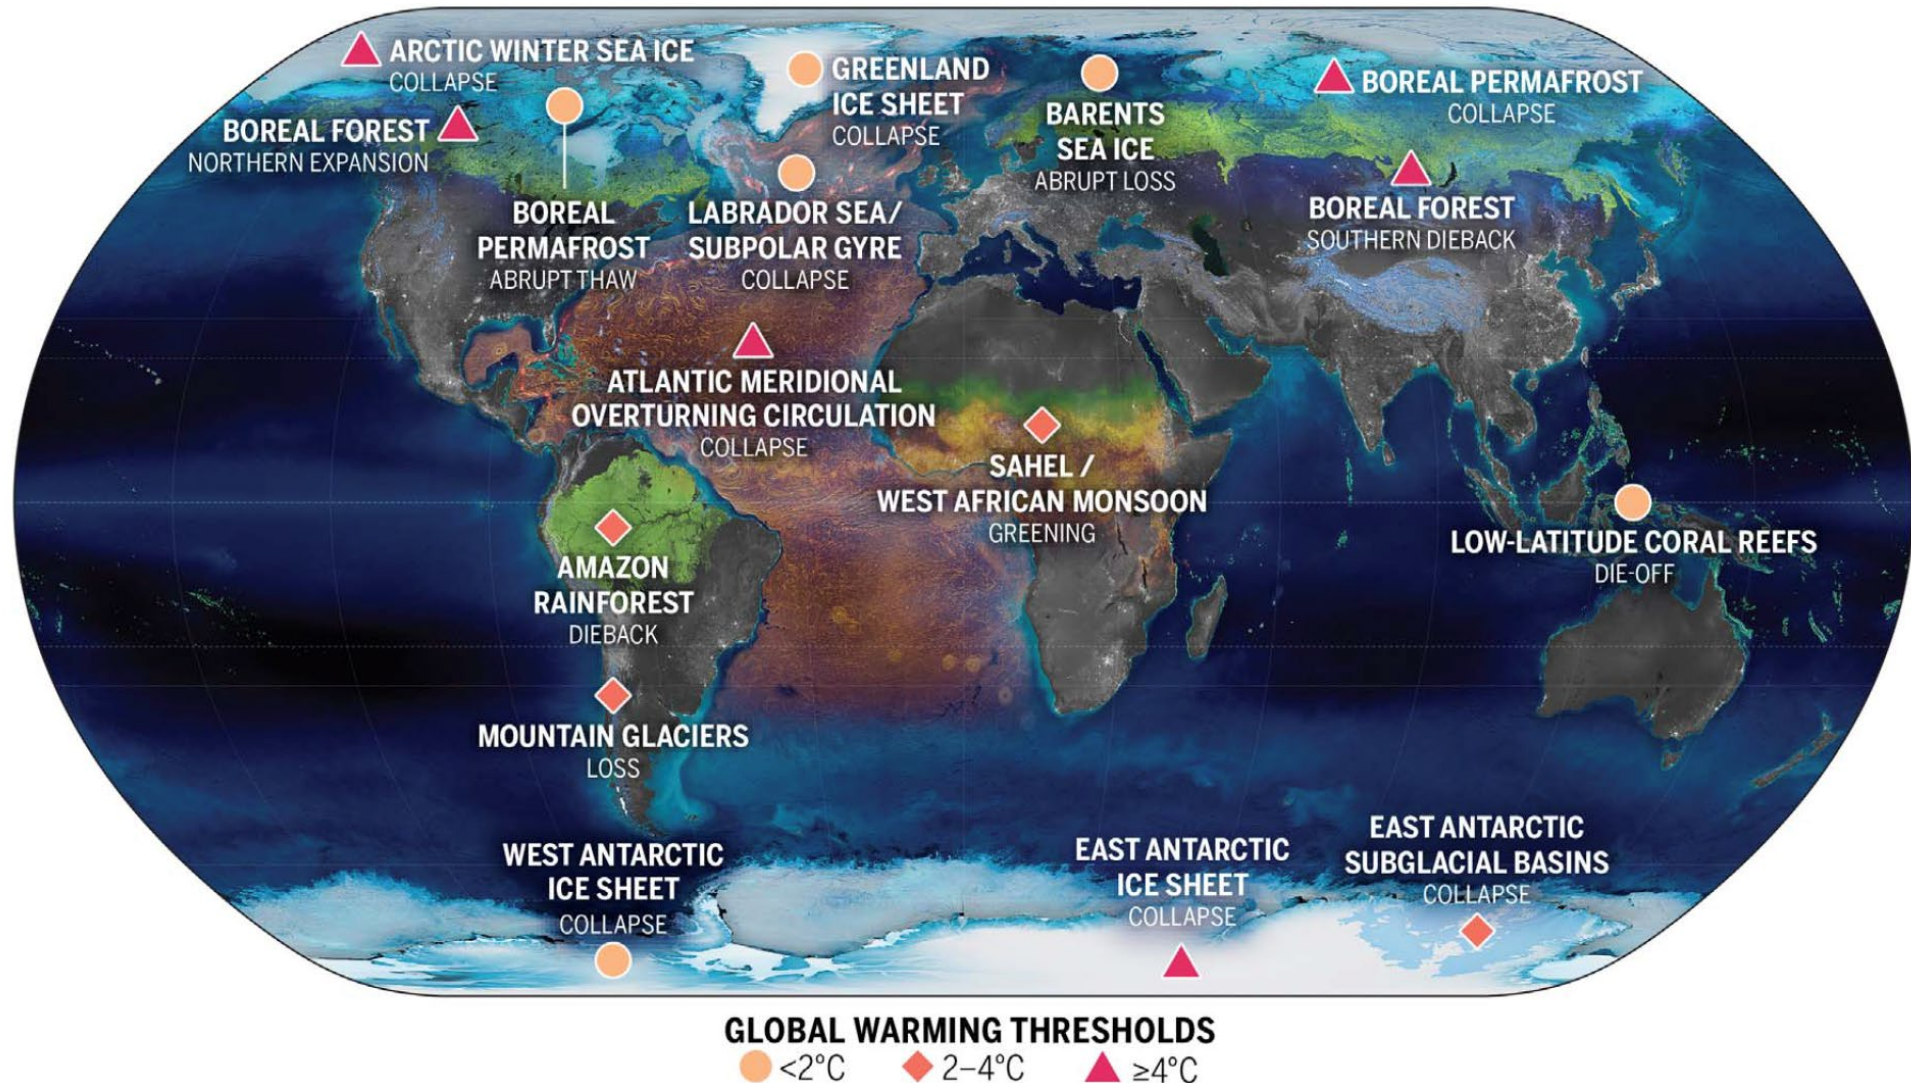 ARCTIC WINTER SEA ICE
COLLAPSE
BOREAL FOREST
NORTHERN EXPANSION
BOREAL
PERMAFROST
ABRUPT THAW
GREENLAND
ICE SHEET
COLLAPSE
LABRADOR SEA/
SUBPOLAR GYRE
COLLAPSE
BARENTS
SEA ICE
ABRUPT LOSS
BOREAL PERMAFROST
COLLAPSE
BOREAL FOREST
SOUTHERN DIEBACK
ATLANTIC MERIDIONAL
OVERTURNING CIRCULATION
COLLAPSE
SAHEL /
WEST AFRICAN MONSOON
GREENING
LOW-LATITUDE CORAL REEFS
DIE-OFF
AMAZON
RAINFOREST
DIEBACK
MOUNTAIN GLACIERS
LOSS
WEST ANTARCTIC
ICE SHEET
COLLAPSE
EAST ANTARCTIC
ICE SHEET
COLLAPSE
EAST ANTARCTIC
SUBGLACIAL BASINS
COLLAPSE
GLOBAL WARMING THRESHOLDS
<2°C 2–4°C ≥4°C